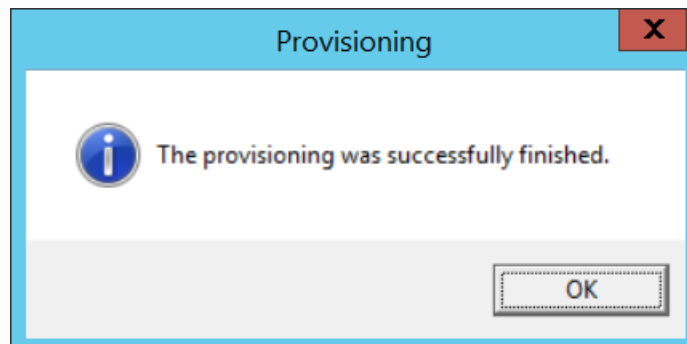 Provisioning
X
The provisioning was successfully finished.
OK